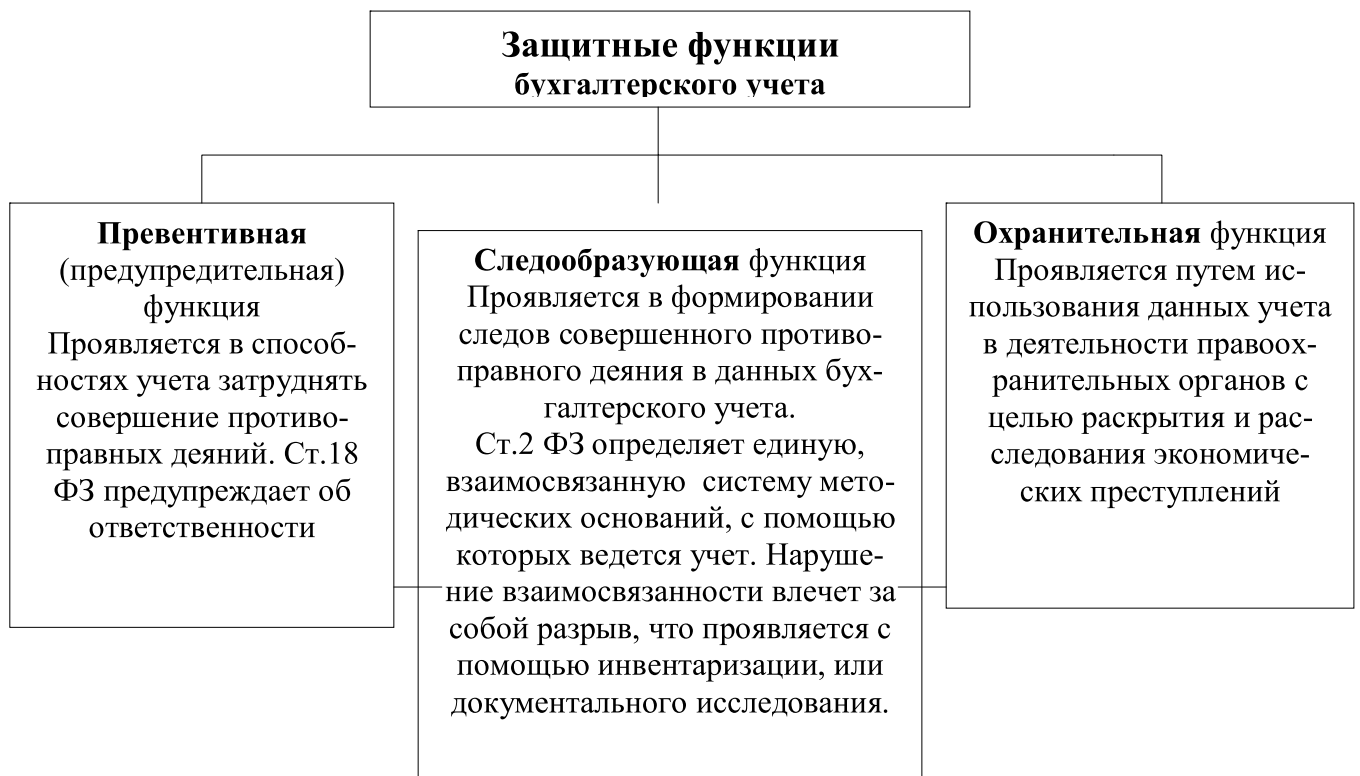 Защитные функции
бухгалтерского учета
Превентивная
(предупредительная)
функция
Проявляется в способ-
ностях учета затруднять
совершение противо-
правных деяний. Ст.18
ФЗ предупреждает об
ответственности
Следообразующая функция
Проявляется в формировании
следов совершенного противо-
правного деяния в данных бух-
галтерского учета.
Ст.2 ФЗ определяет единую,
взаимосвязанную систему мето-
дических оснований, с помощью
которых ведется учет. Наруше-
ние взаимосвязанности влечет за
собой разрыв, что проявляется с
помощью инвентаризации, или
документального исследования.
Охранительная функция
Проявляется путем ис-
пользования данных учета
в деятельности правоох-
ранительных органов с
целью раскрытия и рас-
следования экономиче-
ских преступлений